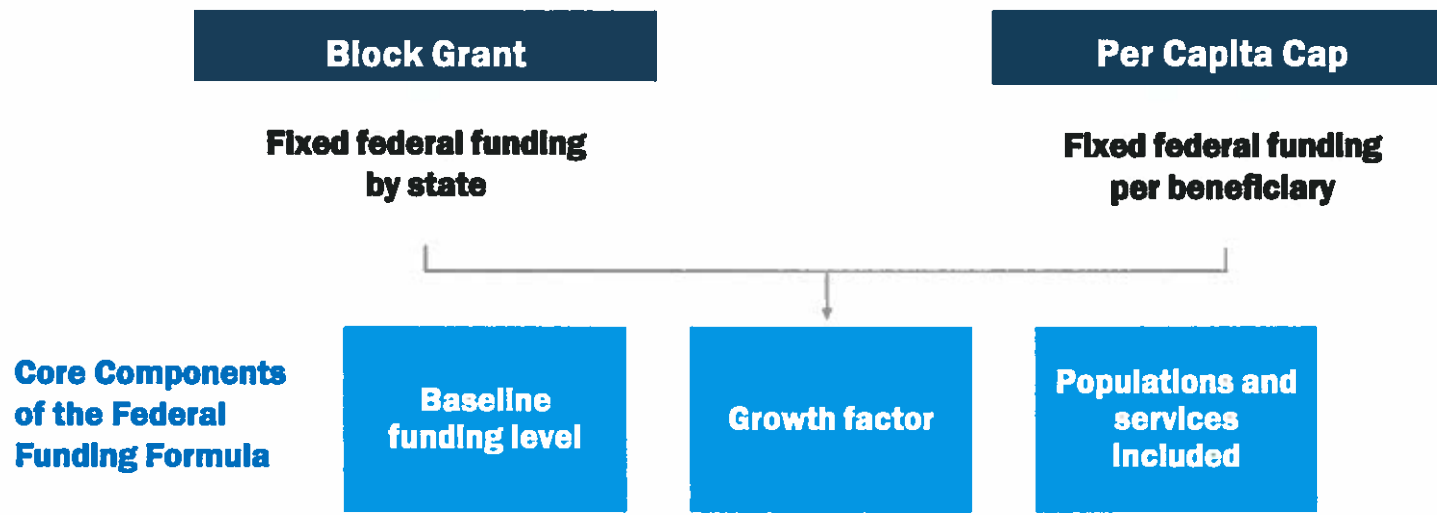 Block Grant
Per Capita Cap
Fixed federal funding
by state
Fixed federal funding
per beneficiary
Core Components
of the Federal
Funding Formula
Baseline
funding level
Growth factor
Populations and
services
included